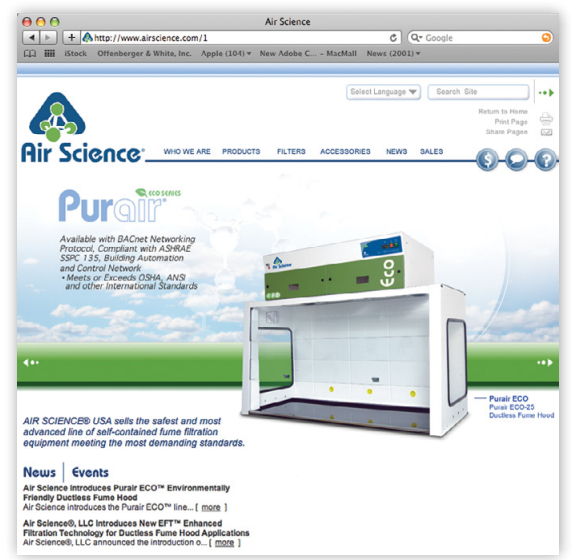 Air Science
http://www.airscience.com/1
Google
iStock Offenberger & White, Inc. Apple (104) New Adobe C... – MacMall News (2001)
Select Language Search Site
Return to Home
Print Page
Share Pages
Air Science®
WHO WE ARE PRODUCTS FILTERS ACCESSORIES NEWS SALES
$ ?
Purair® ECO SERIES
Available with BACnet Networking
Protocol, Compliant with ASHRAE
SSPC 135, Building Automation
and Control Network
• Meets or Exceeds OSHA, ANSI
and other International Standards
Air Science
eco
Purair ECO
Purair ECO-25
Ductless Fume Hood
AIR SCIENCE® USA sells the safest and most
advanced line of self-contained fume filtration
equipment meeting the most demanding standards.
News | Events
Air Science Introduces Purair ECO™ Environmentally
Friendly Ductless Fume Hood
Air Science introduces the Purair ECO™ line... [ more ]
Air Science®, LLC Introduces New EFT™ Enhanced
Filtration Technology for Ductless Fume Hood Applications
Air Science®, LLC announced the introduction o... [ more ]